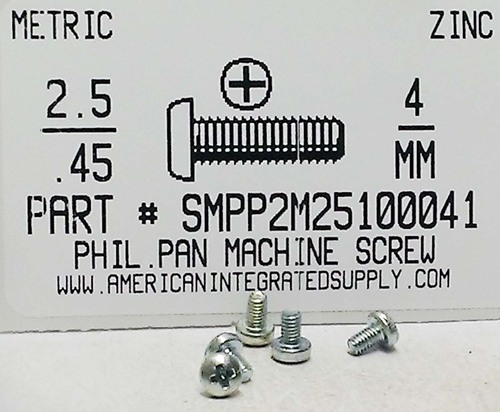 METRIC ZINC
2.5 4
.45 MM
PART # SMPP2M25100041
PHIL.PAN MACHINE SCREW
WWW.AMERICANINTEGRATEDSUPPLY.COM